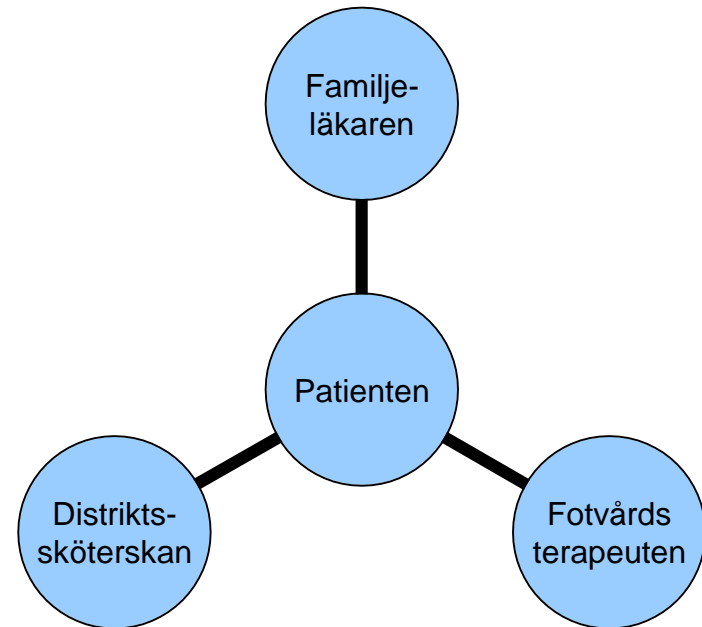 Familje-
läkaren
Patienten
Distrikts-
sköterskan
Fotvårds
terapeuten